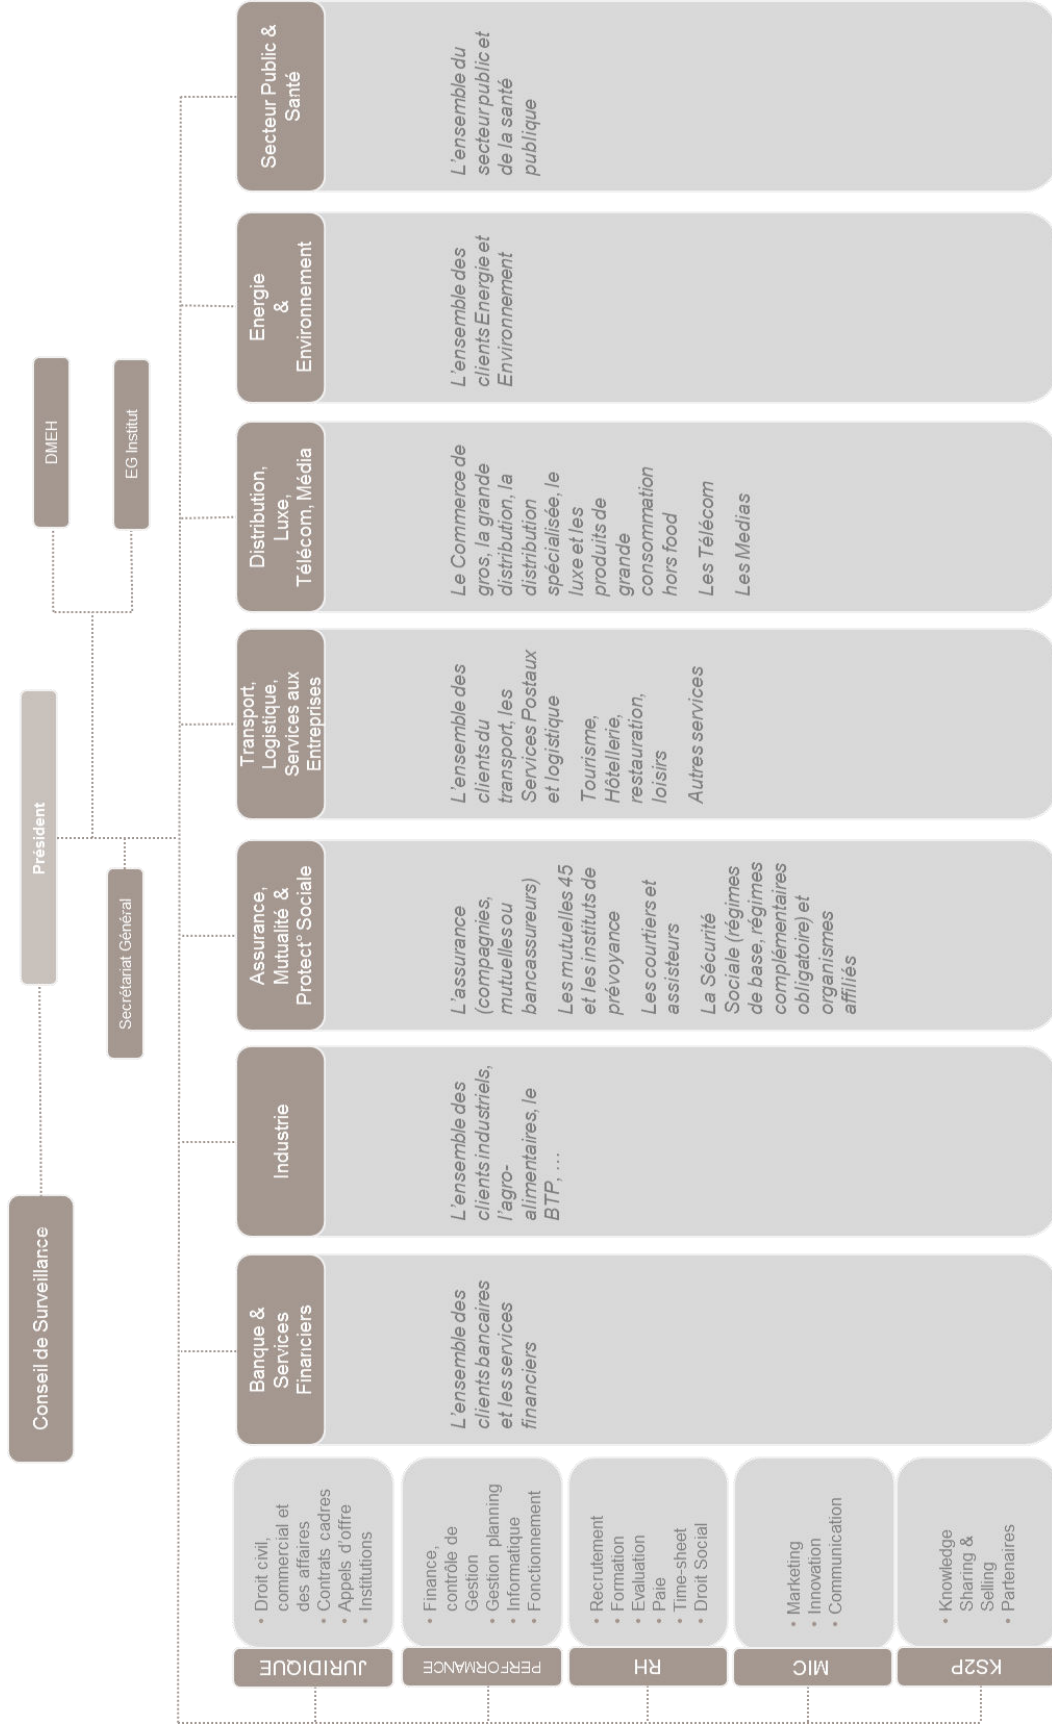 Conseil de Surveillance
Président
Secrétariat Général
DMEH
EG Institut
Banque &
Services
Financiers
L'ensemble des
clients bancaires
et les services
financiers
Industrie
L'ensemble des
clients industriels,
l'agro-
alimentaires, le
BTP, …
Assurance,
Mutualité &
Protect° Sociale
L'assurance
(compagnies,
mutuelles ou
bancassureurs)
Les mutuelles 45
et les instituts de
prévoyance
Les courtiers et
assisteurs
La Sécurité
Sociale (régimes
de base, régimes
complémentaires
obligatoire) et
organismes
affiliés
Transport,
Logistique,
Services aux
Entreprises
L'ensemble des
clients du
transport, les
Services Postaux
et logistique
Tourisme,
Hôtellerie,
restauration,
loisirs
Autres services
Distribution,
Luxe,
Télécom, Média
Le Commerce de
gros, la grande
distribution, la
distribution
spécialisée, le
luxe et les
produits de
grande
consommation
hors food
Les Télécom
Les Medias
Energie
&
Environnement
L'ensemble des
clients Energie et
Environnement
Secteur Public &
Santé
L'ensemble du
secteur public et
de la santé
publique
JURIDIQUE
• Droit civil,
commercial et
des affaires
• Contrats cadres
• Appels d'offre
• Institutions
PERFORMANCE
• Finance,
contrôle de
Gestion
• Gestion planning
• Informatique
• Fonctionnement
RH
• Recrutement
• Formation
• Evaluation
• Paie
• Time-sheet
• Droit Social
MIC
• Marketing
• Innovation
• Communication
KS2P
• Knowledge
Sharing &
Selling
• Partenaires